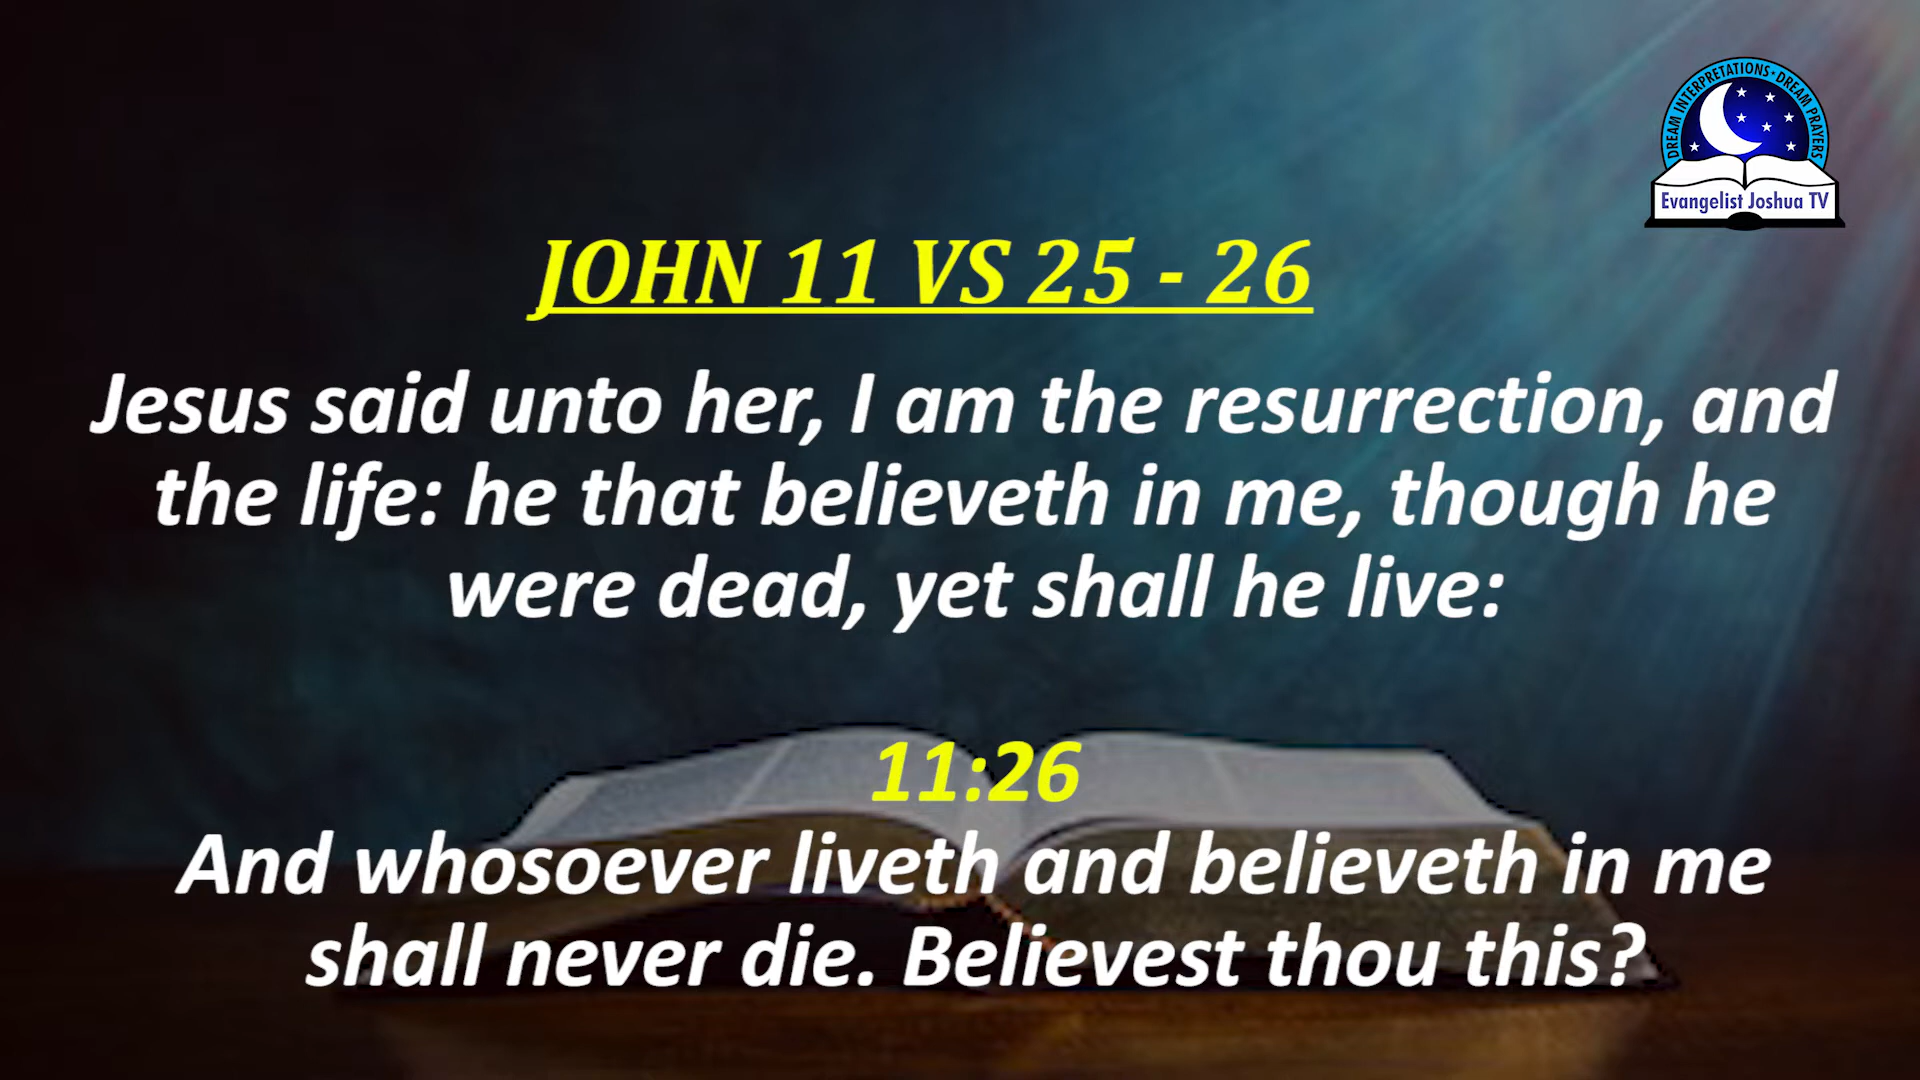 DREAM INTERPRETATIONS • DREAM PRAYERS
Evangelist Joshua TV
JOHN 11 VS 25 - 26
Jesus said unto her, I am the resurrection, and
the life: he that believeth in me, though he
were dead, yet shall he live:
11:26
And whosoever liveth and believeth in me
shall never die. Believest thou this?